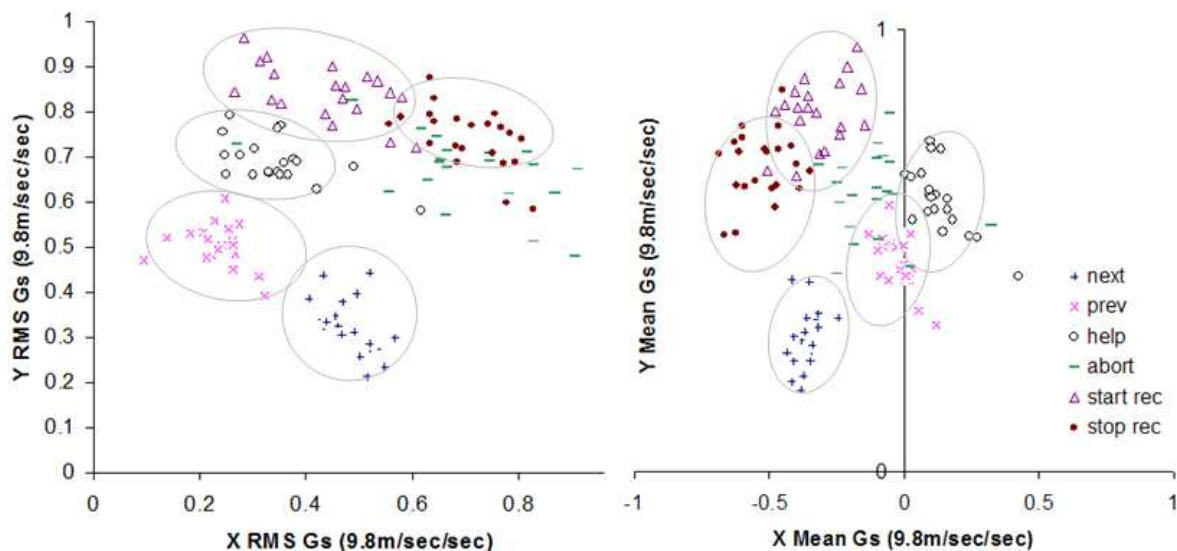 Y RMS Gs (9.8m/sec/sec)
1
0.9
0.8
0.7
0.6
0.5
0.4
0.3
0.2
0.1
0
0
0.2
0.4
0.6
0.8
X RMS Gs (9.8m/sec/sec)
Y Mean Gs (9.8m/sec/sec)
1
0
-1
-0.5
0
0.5
1
X Mean Gs (9.8m/sec/sec)
next
prev
help
abort
start rec
stop rec